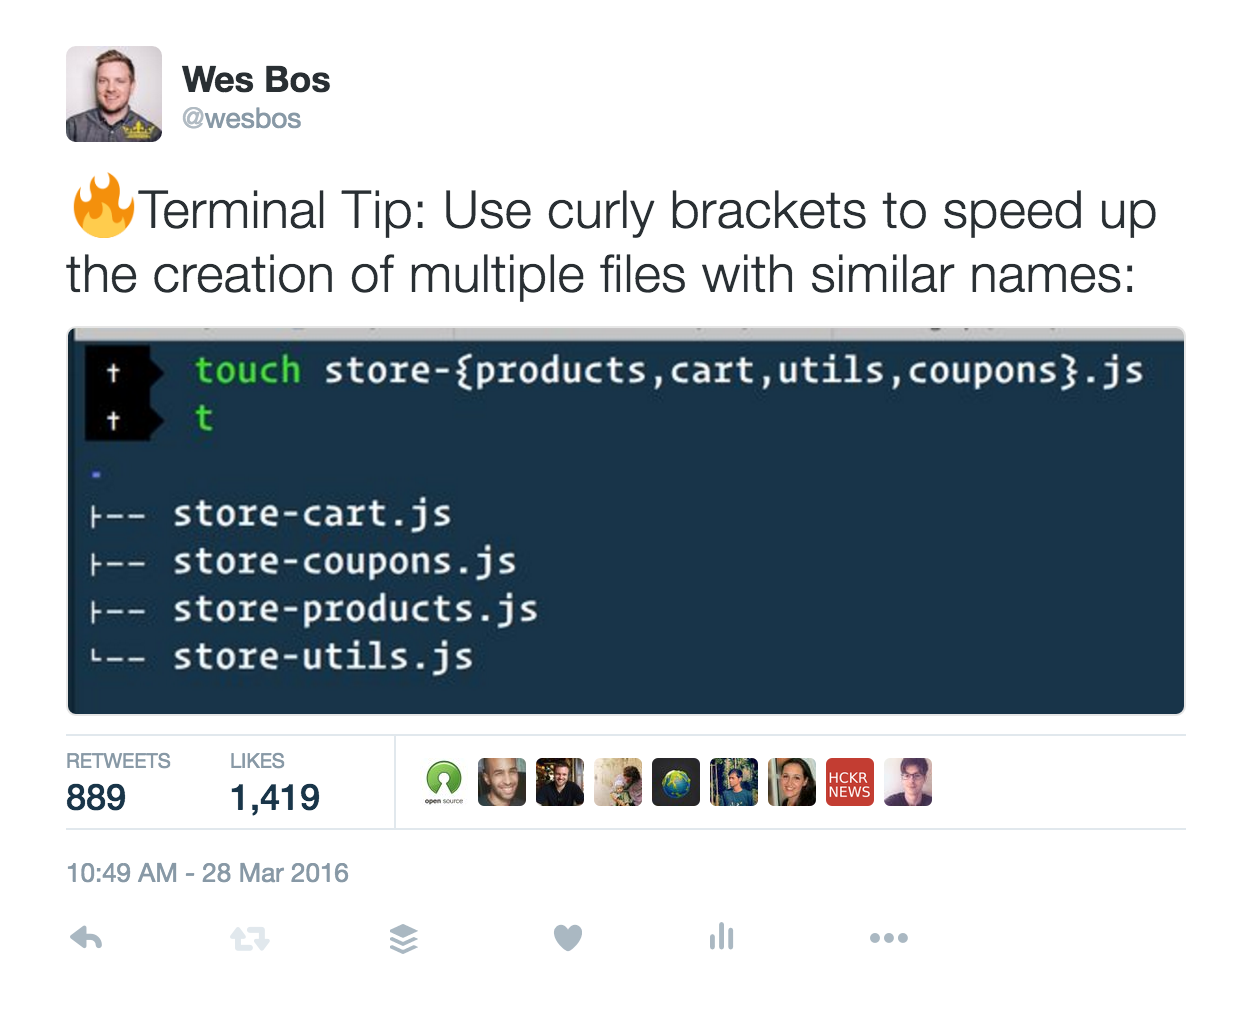 Wes Bos
@wesbos
🔥Terminal Tip: Use curly brackets to speed up
the creation of multiple files with similar names:
† touch store-{products,cart,utils,coupons}.js
† t
.
├── store-cart.js
├── store-coupons.js
├── store-products.js
└── store-utils.js
RETWEETS LIKES
889 1,419
open source
HCKR
NEWS
10:49 AM - 28 Mar 2016